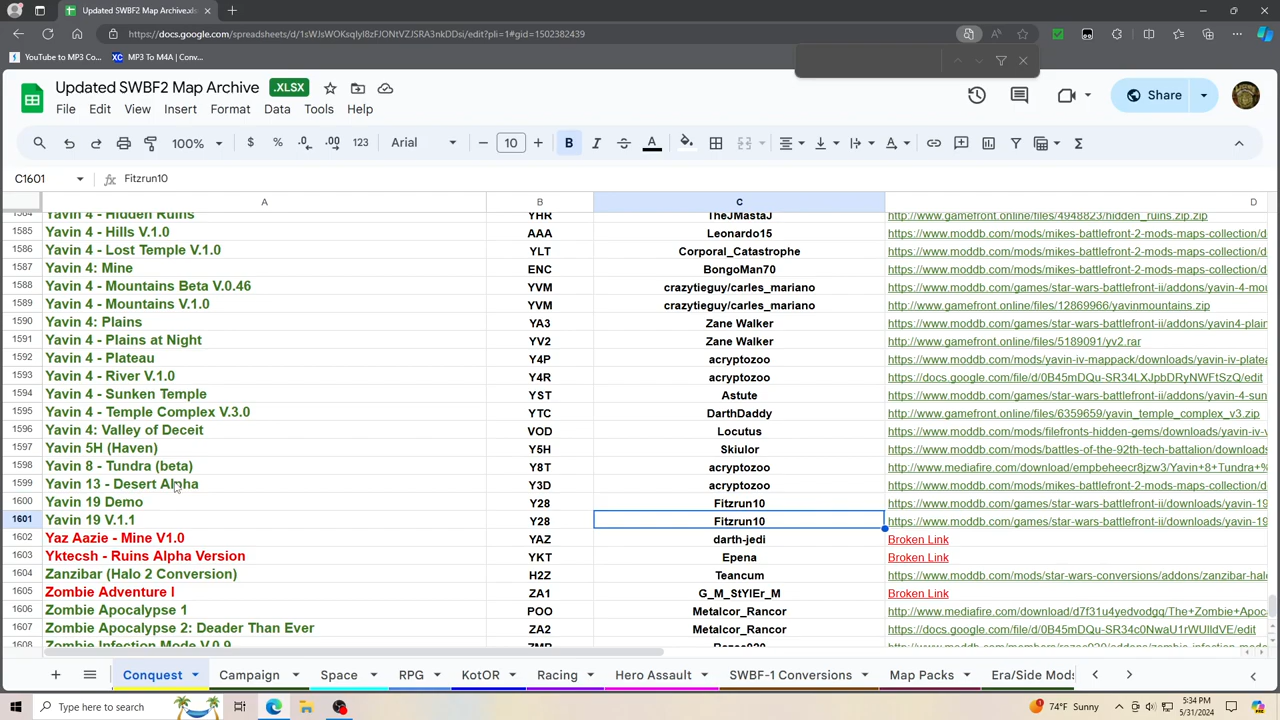 Updated SWBF2 Map Archive.xls
https://docs.google.com/spreadsheets/d/1sWJsWOKsqIyI8zFJONtVZJSRA3nkDDsi/edit?pli=1#gid=1502382439
YouTube to MP3 Co... XC MP3 To M4A | Conv...
Updated SWBF2 Map Archive .XLSX
File Edit View Insert Format Data Tools Help
Share
100% $ % .0 .00 123 Arial 10 B I A
C1601 Fitzrun10
A B C D
1584 Yavin 4 - Hidden Ruins YHR TheJMastaJ http://www.gamefront.online/files/4948823/hidden_ruins.zip.zip
1585 Yavin 4 - Hills V.1.0 AAA Leonardo15 https://www.moddb.com/mods/mikes-battlefront-2-mods-maps-collection/d
1586 Yavin 4 - Lost Temple V.1.0 YLT Corporal_Catastrophe https://www.moddb.com/mods/mikes-battlefront-2-mods-maps-collection/d
1587 Yavin 4: Mine ENC BongoMan70 https://www.moddb.com/mods/mikes-battlefront-2-mods-maps-collection/d
1588 Yavin 4 - Mountains Beta V.0.46 YVM crazytieguy/carles_mariano https://www.moddb.com/games/star-wars-battlefront-ii/addons/yavin-4-mou
1589 Yavin 4 - Mountains V.1.0 YVM crazytieguy/carles_mariano http://www.gamefront.online/files/12869966/yavinmountains.zip
1590 Yavin 4: Plains YA3 Zane Walker https://www.moddb.com/games/star-wars-battlefront-ii/addons/yavin4-plain
1591 Yavin 4 - Plains at Night YV2 Zane Walker http://www.gamefront.online/files/5189091/yv2.rar
1592 Yavin 4 - Plateau Y4P acryptozoo https://www.moddb.com/mods/yavin-iv-mappack/downloads/yavin-iv-platea
1593 Yavin 4 - River V.1.0 Y4R acryptozoo https://docs.google.com/file/d/0B45mDQu-SR34LXJpbDRyNWFtSzQ/edit
1594 Yavin 4 - Sunken Temple YST Astute https://www.moddb.com/games/star-wars-battlefront-ii/addons/yavin-4-sun
1595 Yavin 4 - Temple Complex V.3.0 YTC DarthDaddy http://www.gamefront.online/files/6359659/yavin_temple_complex_v3.zip
1596 Yavin 4: Valley of Deceit VOD Locutus https://www.moddb.com/mods/filefronts-hidden-gems/downloads/yavin-iv-v
1597 Yavin 5H (Haven) Y5H Skiulor https://www.moddb.com/mods/battles-of-the-92th-tech-battalion/downloads
1598 Yavin 8 - Tundra (beta) Y8T acryptozoo http://www.mediafire.com/download/empbeheecr8jzw3/Yavin+8+Tundra+%
1599 Yavin 13 - Desert Alpha Y3D acryptozoo https://www.moddb.com/mods/mikes-battlefront-2-mods-maps-collection/d
1600 Yavin 19 Demo Y28 Fitzrun10 https://www.moddb.com/games/star-wars-battlefront-ii/downloads/yavin-19
1601 Yavin 19 V.1.1 Y28 Fitzrun10 https://www.moddb.com/games/star-wars-battlefront-ii/downloads/yavin-19
1602 Yaz Aazie - Mine V1.0 YAZ darth-jedi Broken Link
1603 Yktecsh - Ruins Alpha Version YKT Epena Broken Link
1604 Zanzibar (Halo 2 Conversion) H2Z Teancum https://www.moddb.com/mods/star-wars-conversions/addons/zanzibar-halo
1605 Zombie Adventure I ZA1 G_M_StYlEr_M Broken Link
1606 Zombie Apocalypse 1 POO Metalcor_Rancor http://www.mediafire.com/download/d7f31u4yedvodgq/The+Zombie+Apoc
1607 Zombie Apocalypse 2: Deader Than Ever ZA2 Metalcor_Rancor https://docs.google.com/file/d/0B45mDQu-SR34c0NwaU1rWUlldVE/edit
1608 Zombie Infection Mode V.0.9
Conquest Campaign Space RPG KotOR Racing Hero Assault SWBF-1 Conversions Map Packs Era/Side Mods
Type here to search 74°F Sunny 5:34 PM 5/31/2024